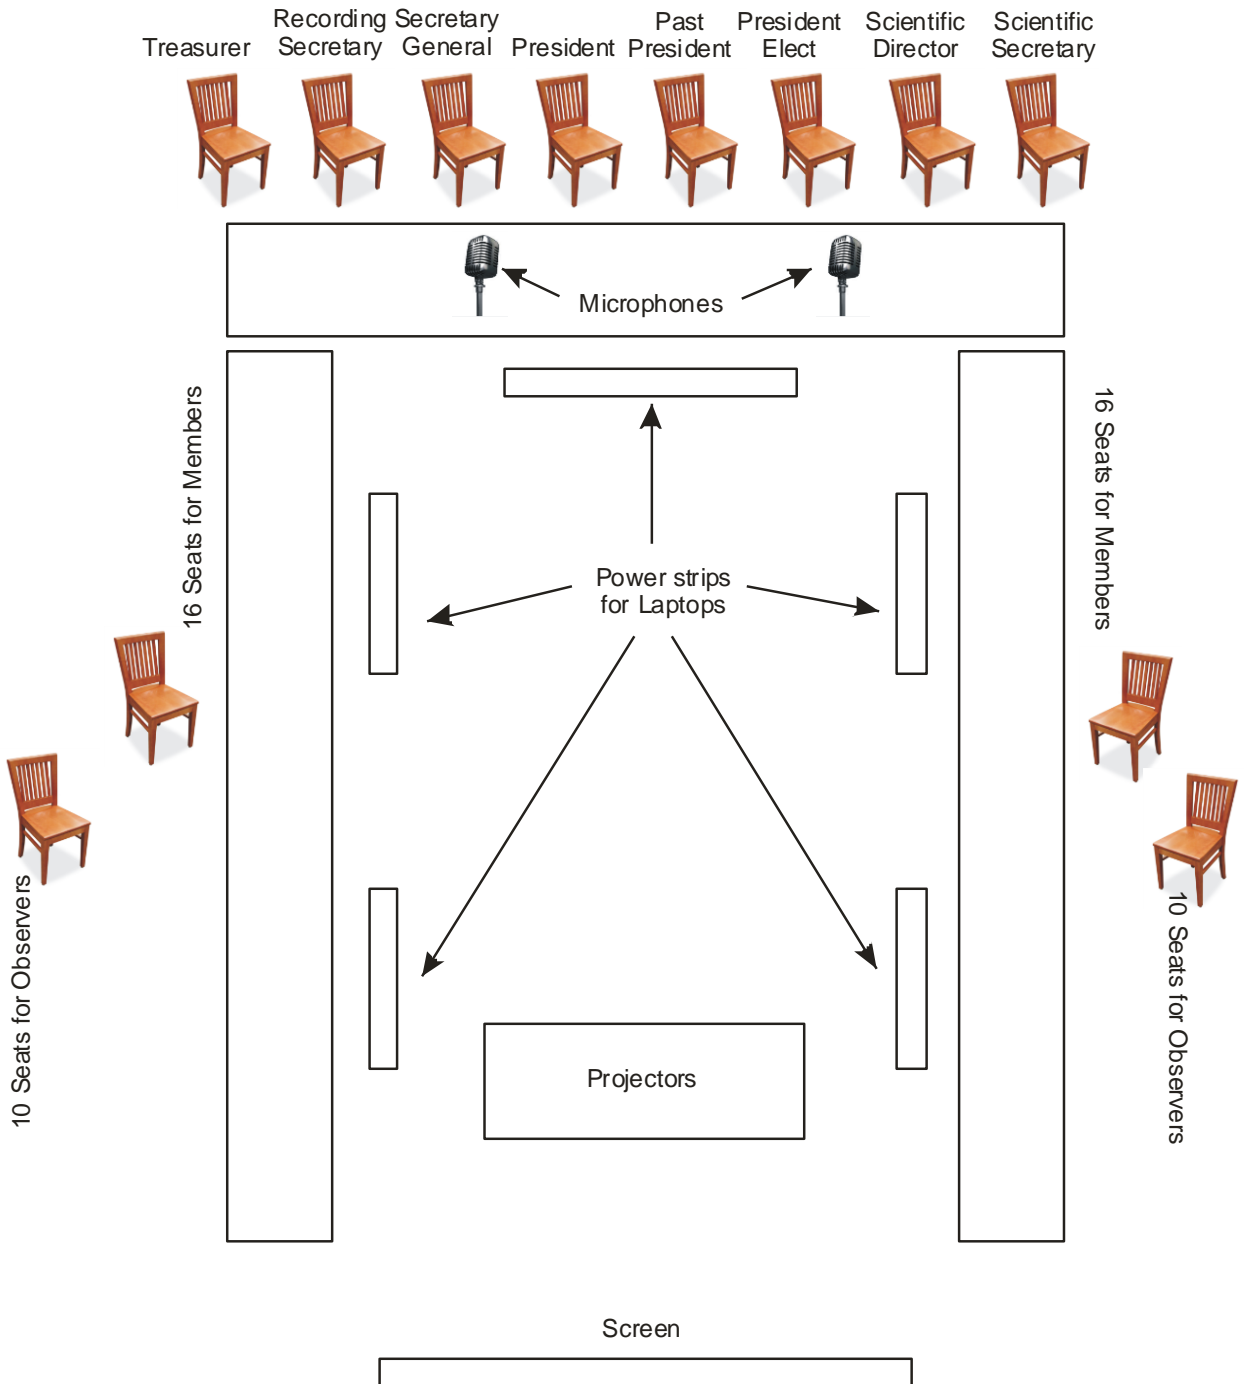 Treasurer
Recording
Secretary
Secretary
General
President
Past
President
President
Elect
Scientific
Director
Scientific
Secretary
Microphones
16 Seats for Members
16 Seats for Members
Power strips
for Laptops
10 Seats for Observers
10 Seats for Observers
Projectors
Screen